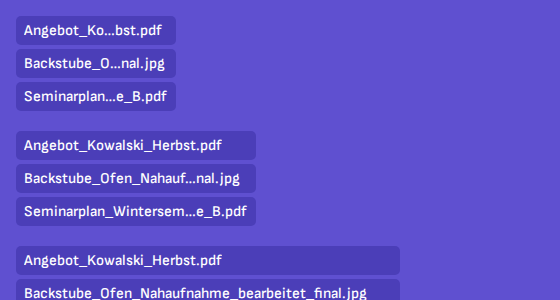 Angebot_Ko...bst.pdf
Backstube_O...nal.jpg
Seminarplan...e_B.pdf
Angebot_Kowalski_Herbst.pdf
Backstube_Ofen_Nahauf...nal.jpg
Seminarplan_Wintersem...e_B.pdf
Angebot_Kowalski_Herbst.pdf
Backstube_Ofen_Nahaufnahme_bearbeitet_final.jpg